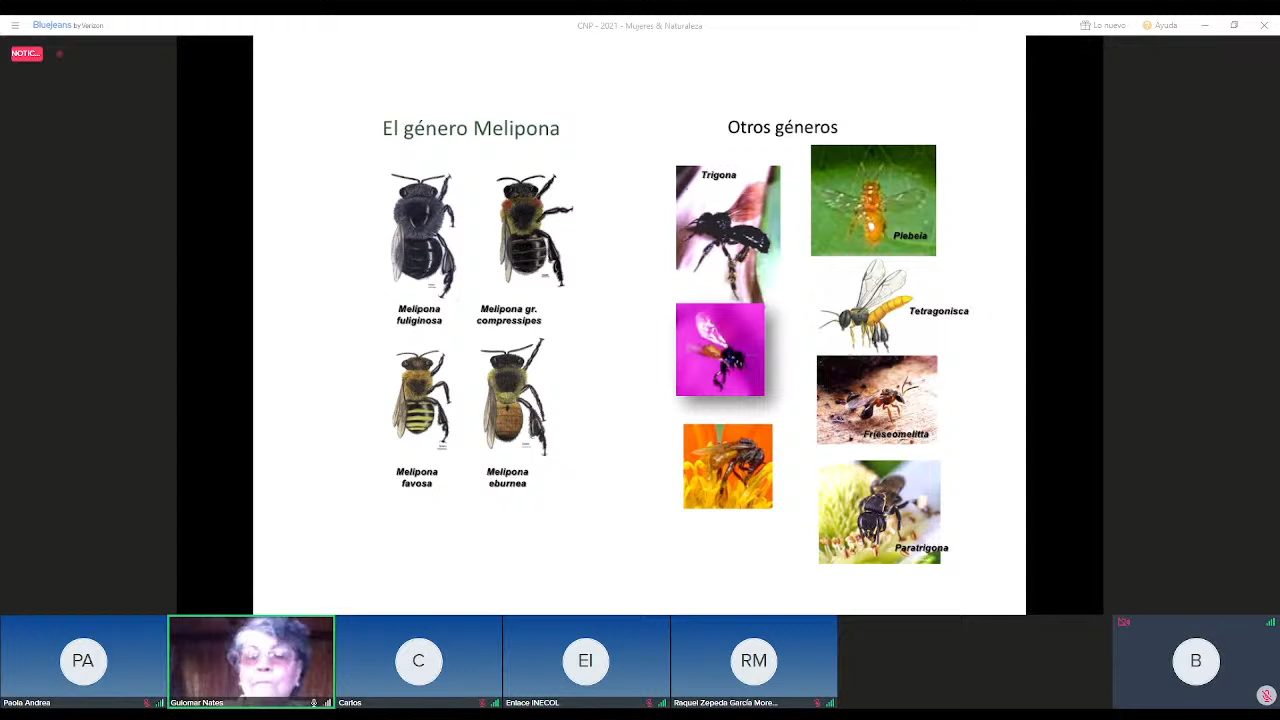 Bluejeans by Verizon
CNP - 2021 - Mujeres & Naturaleza
Lo nuevo
Ayuda
NOTIC...
El género Melipona
Otros géneros
Melipona
fuliginosa
Melipona gr.
compressipes
Melipona
favosa
Melipona
eburnea
Trigona
Plebeia
Tetragonisca
Frieseomelitta
Paratrigona
PA
C
EI
RM
B
Paola Andrea
Guiomar Nates
Carlos
Enlace INECOL
Raquel Zepeda García More...